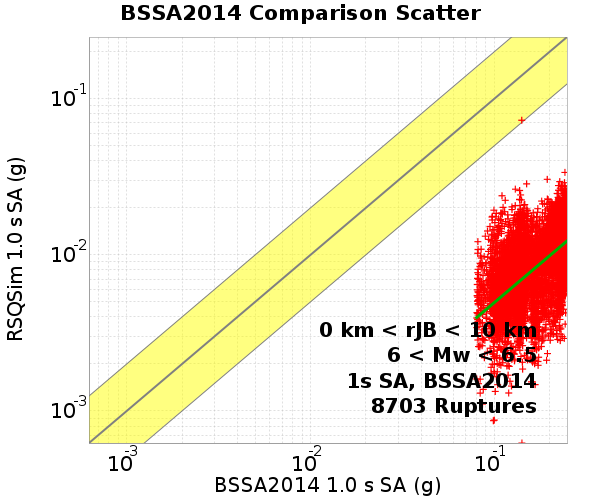 BSSA2014 Comparison Scatter
RSQSim 1.0 s SA (g)
10^-1
10^-2
10^-3
0 km < rJB < 10 km
6 < Mw < 6.5
1s SA, BSSA2014
8703 Ruptures
10^-3 10^-2 10^-1
BSSA2014 1.0 s SA (g)